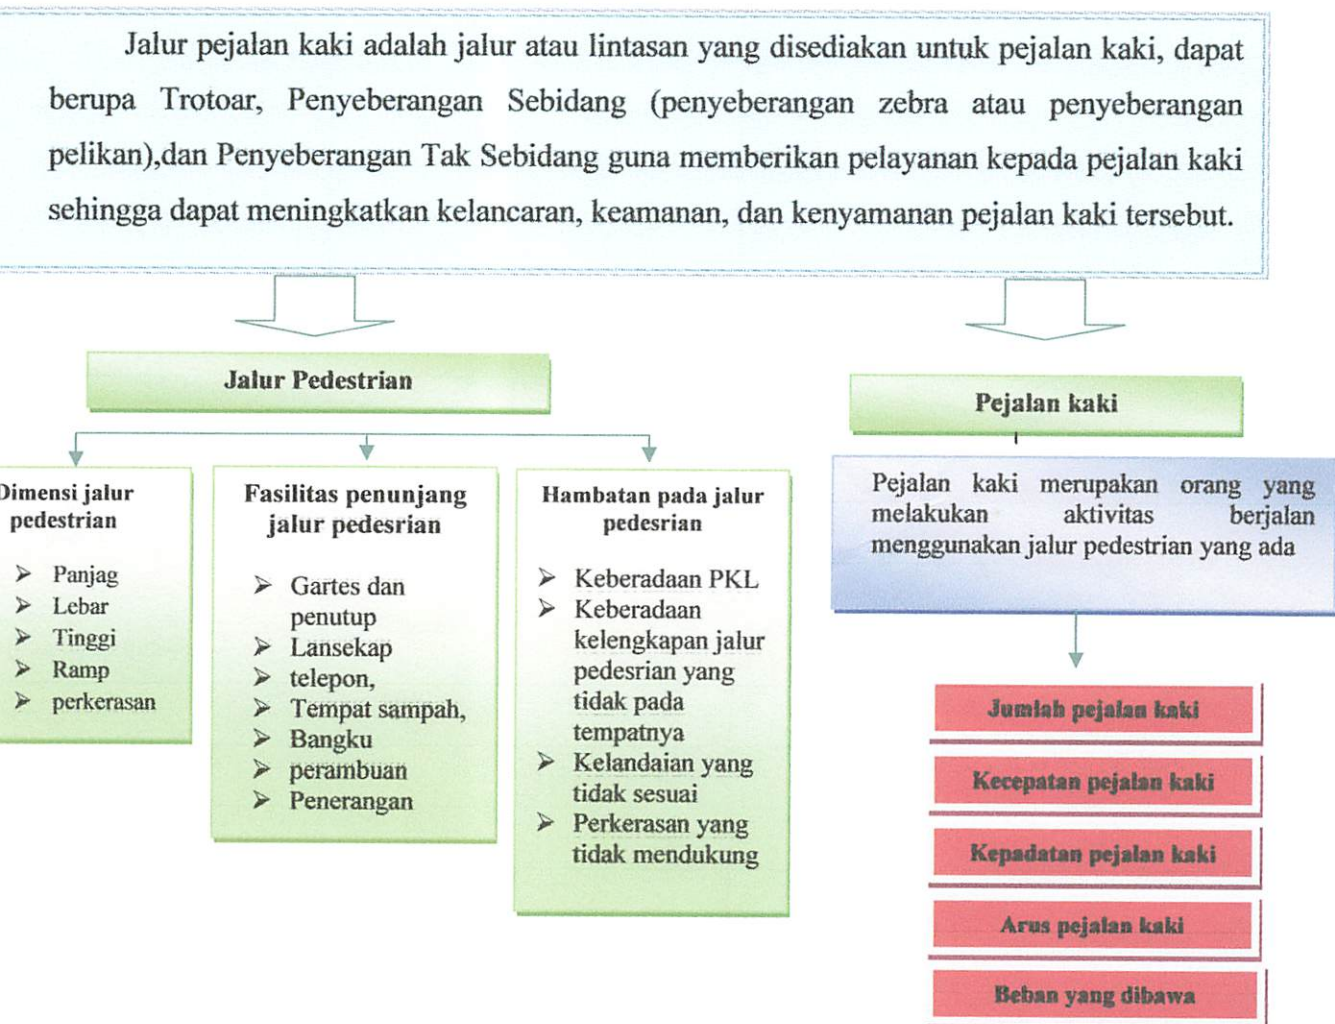 Jalur pejalan kaki adalah jalur atau lintasan yang disediakan untuk pejalan kaki, dapat
berupa Trotoar, Penyeberangan Sebidang (penyeberangan zebra atau penyeberangan
pelikan),dan Penyeberangan Tak Sebidang guna memberikan pelayanan kepada pejalan kaki
sehingga dapat meningkatkan kelancaran, keamanan, dan kenyamanan pejalan kaki tersebut.
Jalur Pedestrian
Dimensi jalur
pedestrian
➢ Panjag
➢ Lebar
➢ Tinggi
➢ Ramp
➢ perkerasan
Fasilitas penunjang
jalur pedesrian
➢ Gartes dan
penutup
➢ Lansekap
➢ telepon,
➢ Tempat sampah,
➢ Bangku
➢ perambuan
➢ Penerangan
Hambatan pada jalur
pedesrian
➢ Keberadaan PKL
➢ Keberadaan
kelengkapan jalur
pedesrian yang
tidak pada
tempatnya
➢ Kelandaian yang
tidak sesuai
➢ Perkerasan yang
tidak mendukung
Pejalan kaki
Pejalan kaki merupakan orang yang
melakukan aktivitas berjalan
menggunakan jalur pedestrian yang ada
Jumlah pejalan kaki
Kecepatan pejalan kaki
Kepadatan pejalan kaki
Arus pejalan kaki
Beban yang dibawa